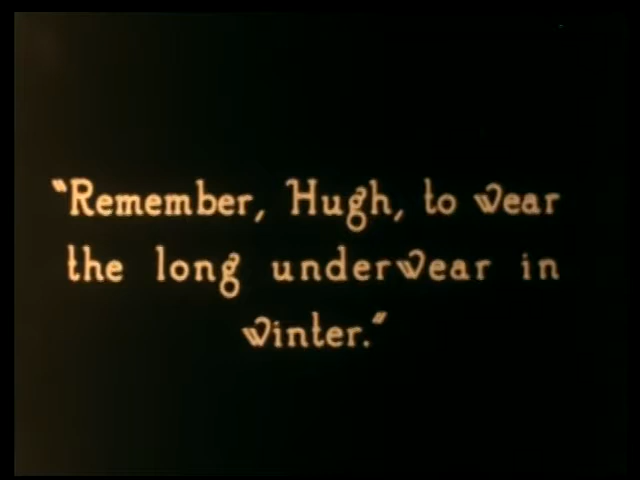 "Remember, Hugh, to wear
the long underwear in
winter."